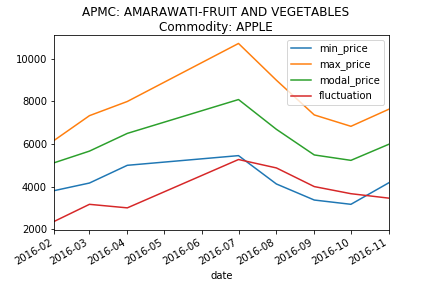 APMC: AMARAWATI-FRUIT AND VEGETABLES
Commodity: APPLE
min_price
max_price
modal_price
fluctuation
10000
8000
6000
4000
2000
2016-02
2016-03
2016-04
2016-05
2016-06
2016-07
2016-08
2016-09
2016-10
2016-11
date